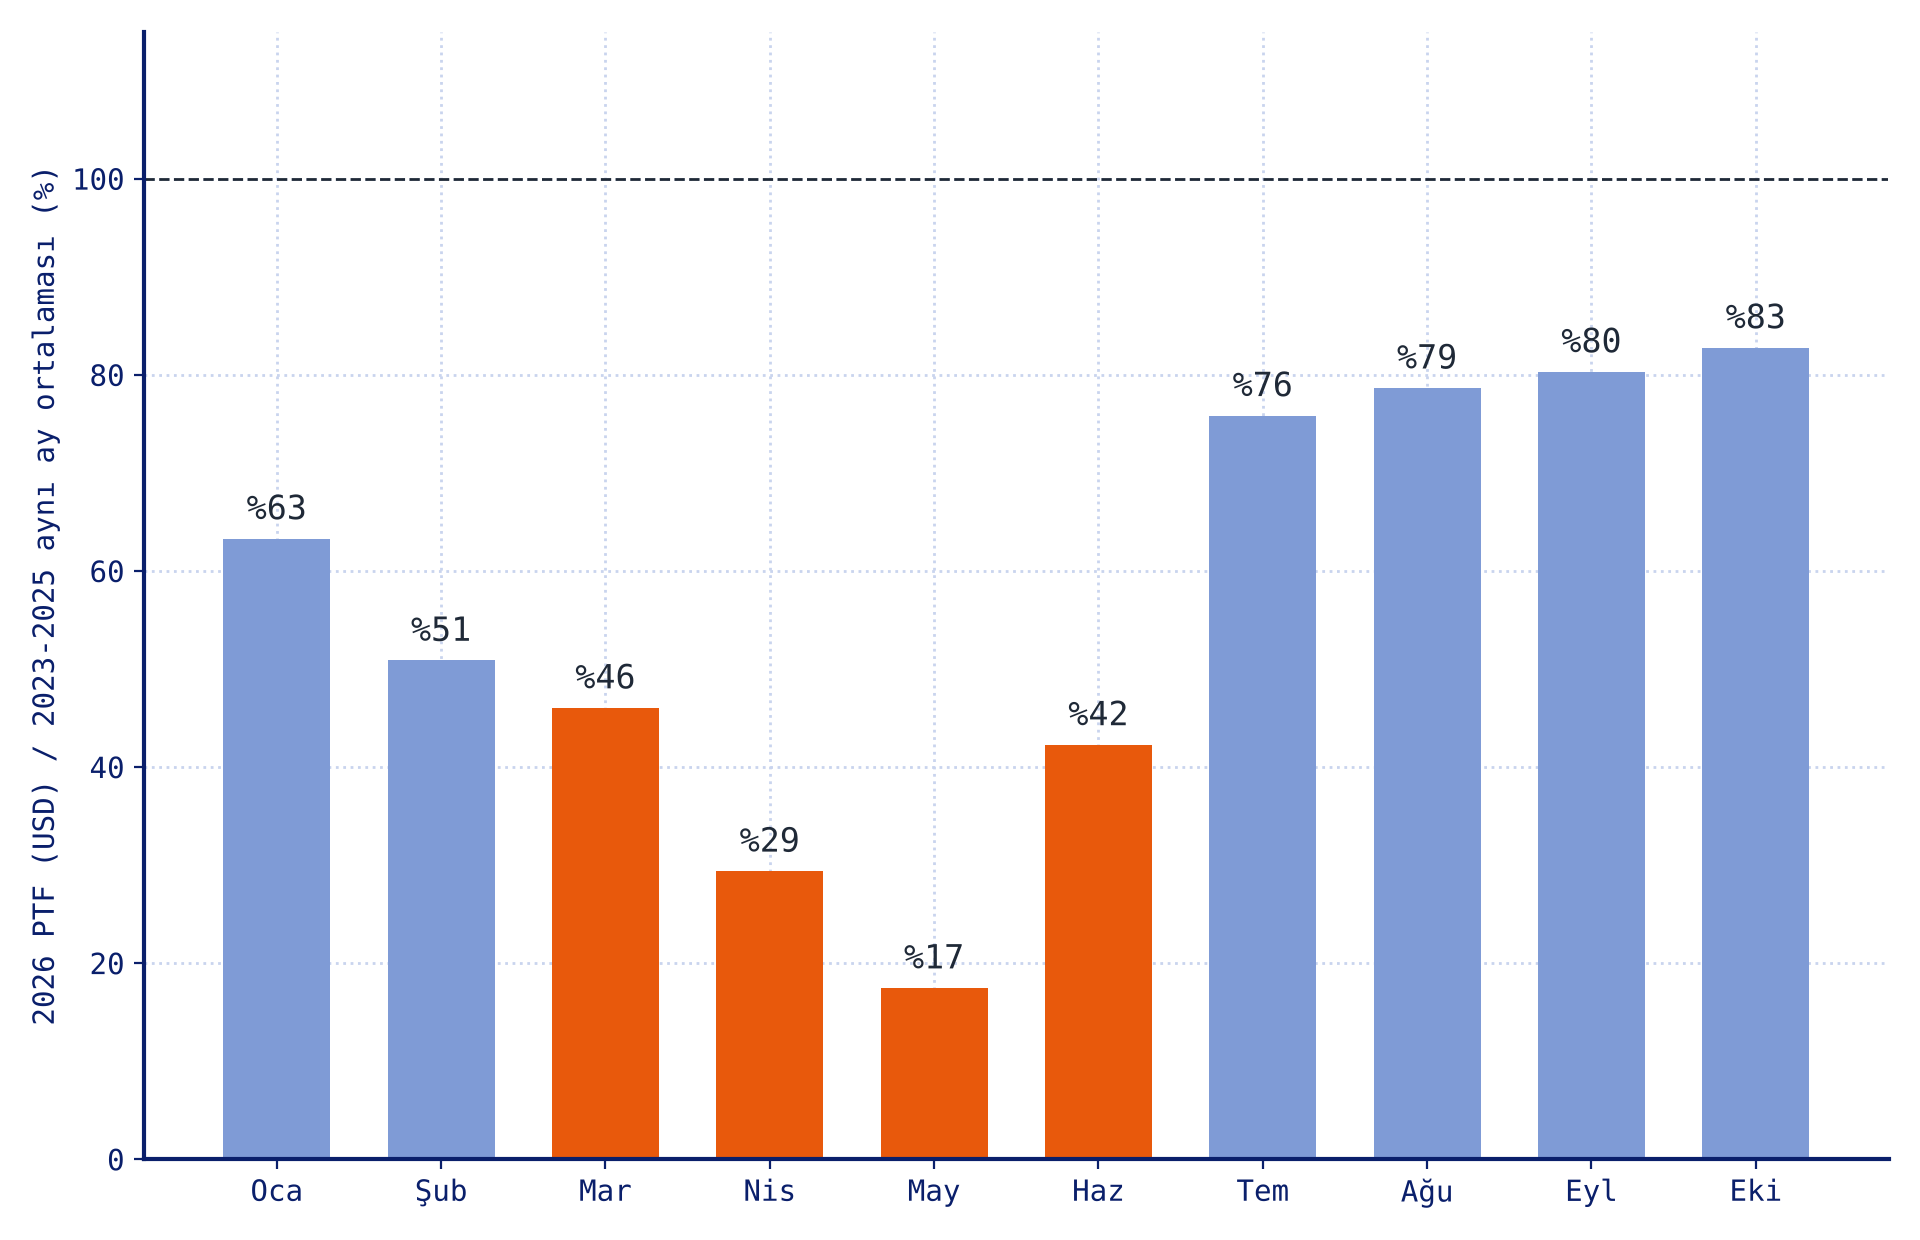 2026 PTF (USD) / 2023-2025 aynı ay ortalaması (%)
100
80
60
40
20
0
%63
%51
%46
%29
%17
%42
%76
%79
%80
%83
Oca
Şub
Mar
Nis
May
Haz
Tem
Ağu
Eyl
Eki